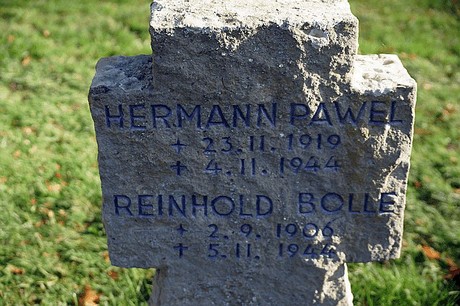 HERMANN PAWEL
+ 23.11.1919
+ 4.11.1944
REINHOLD BOLLE
+ 2.9.1906
+ 5.11.1944